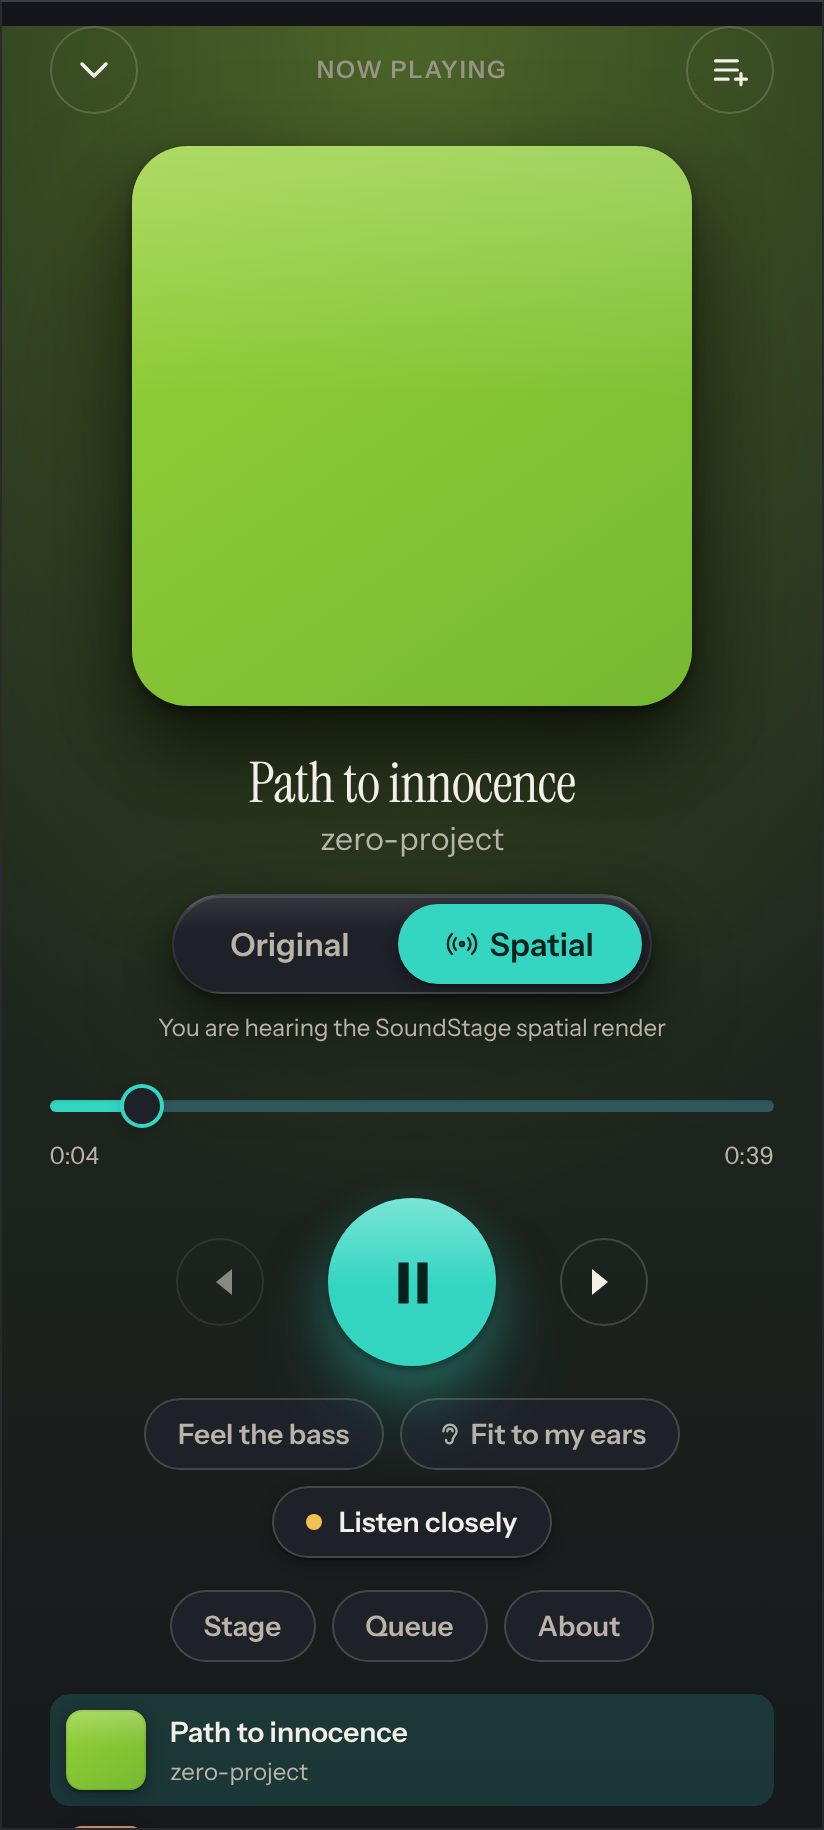 NOW PLAYING
Path to innocence
zero-project
Original
Spatial
You are hearing the SoundStage spatial render
0:04
0:39
Feel the bass
Fit to my ears
Listen closely
Stage
Queue
About
Path to innocence
zero-project